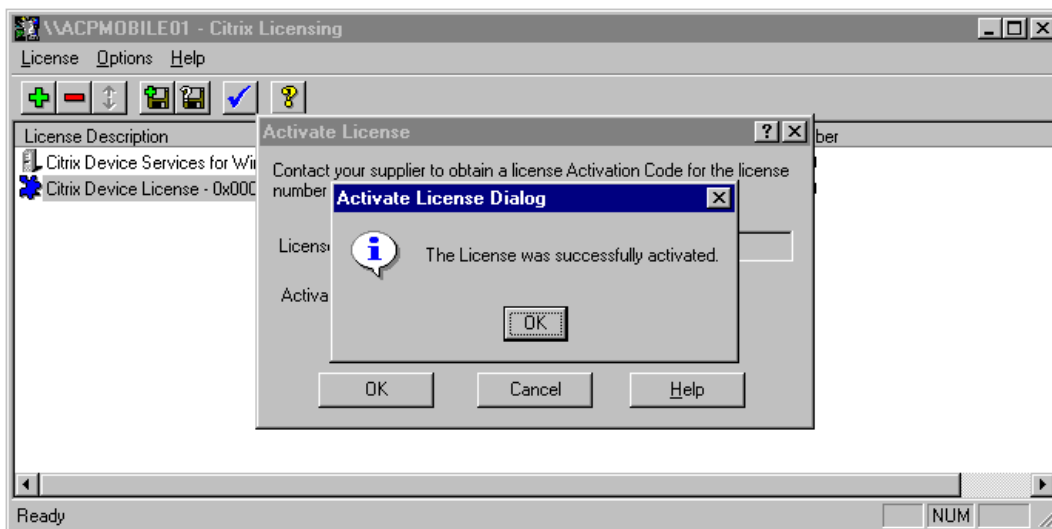 \\ACPMOBILE01 - Citrix Licensing
License Options Help
License Description
Citrix Device Services for
Citrix Device License -
Activate License
Contact your supplier to obtain a license Activation Code for the license
number
Activate License Dialog
The License was successfully activated.
OK
OK Cancel Help
Ready NUM